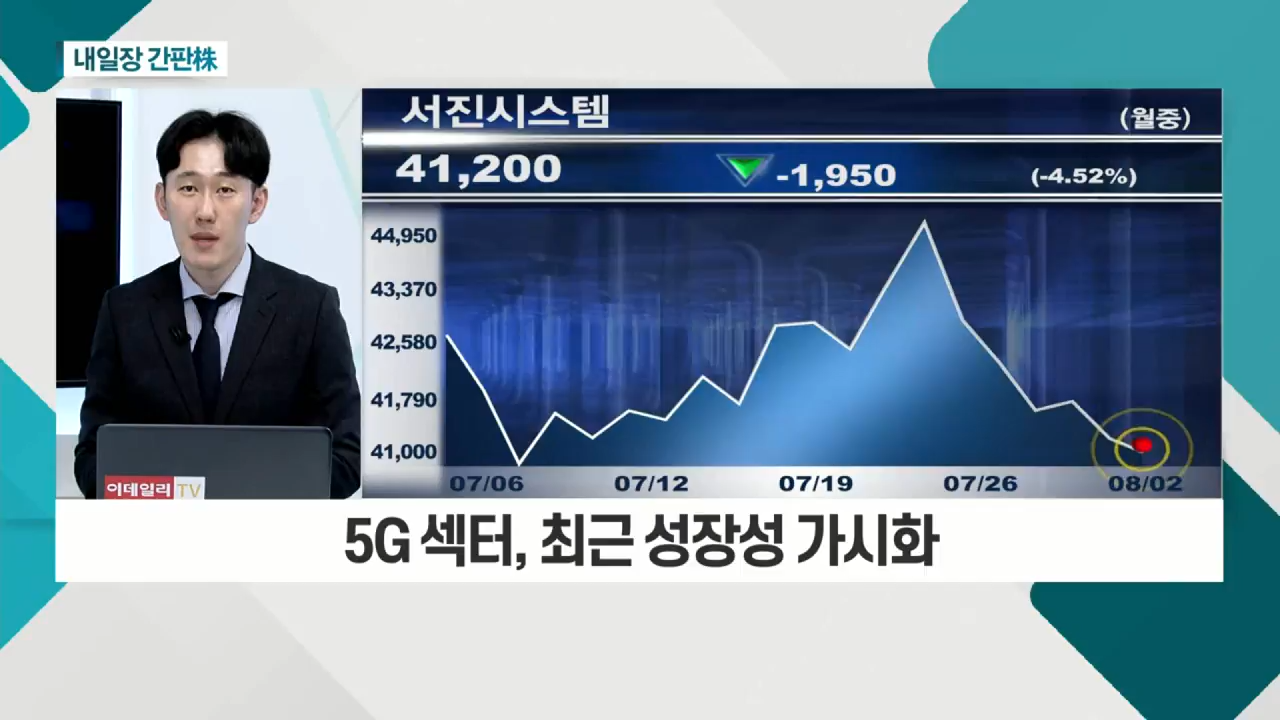 내일장 간판株
서진시스템
(월중)
41,200
-1,950
(-4.52%)
44,950
43,370
42,580
41,790
41,000
07/06
07/12
07/19
07/26
08/02
이데일리 TV
5G 섹터, 최근 성장성 가시화